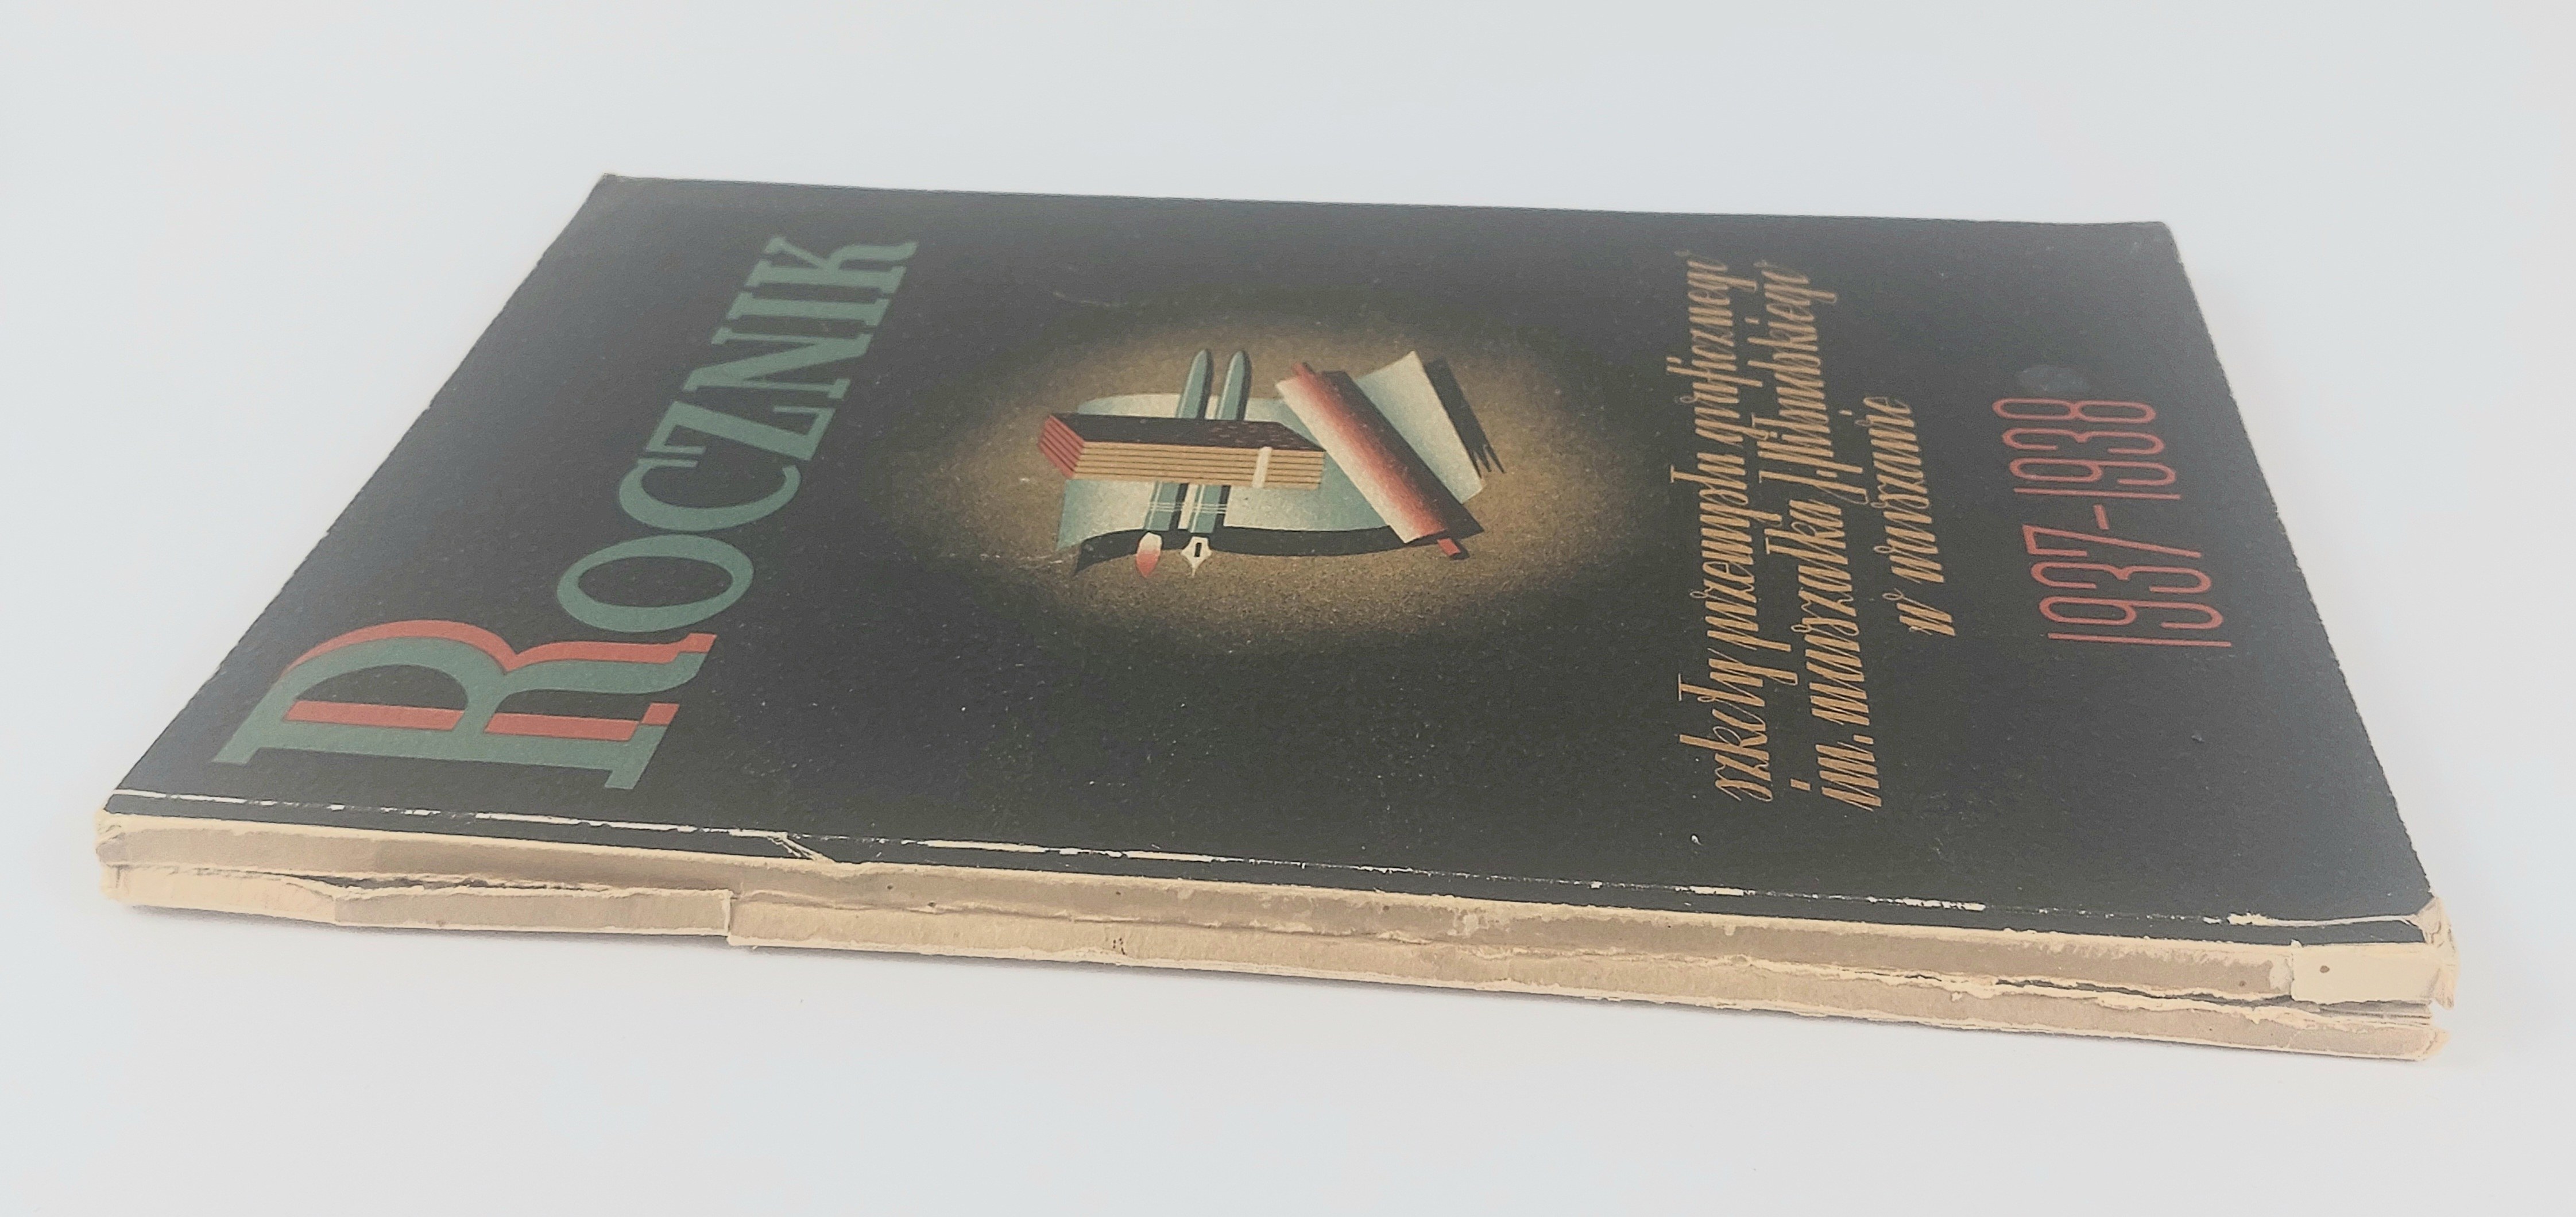 ROCZNIK
szkoły przemysłu graficznego
im. marszałka J. Piłsudskiego
w warszawie
1937-1938